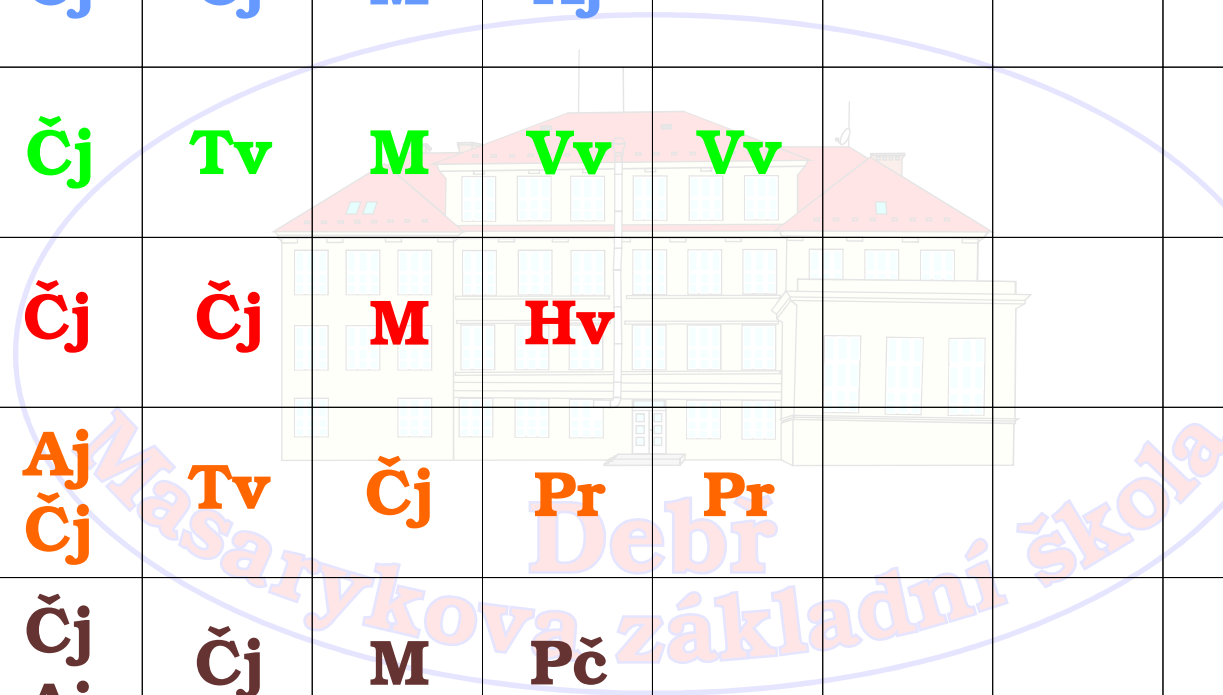 Čj Tv M Vv Vv
Čj Čj M Hv
Aj
Čj Tv Čj Pr Pr
Debř
Masarykova základní škola
Čj
Čj M Pč